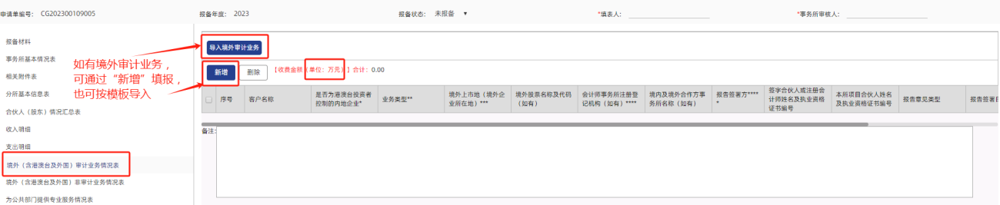 申请单编号： CG202300109005 报备年度： 2023 报备状态： 未报备 ▼ *填表人： *事务所审核人：
报备材料
事务所基本情况表
相关附件表
分所基本信息表
合伙人（股东）情况汇总表
收入明细
支出明细
境外（含港澳台及外国）审计业务情况表
境外（含港澳台及外国）非审计业务情况表
为公共部门提供专业服务情况表
如有境外审计业务，
可通过“新增”填报，
也可按模板导入
导入境外审计业务
新增 删除 【收费金额（单位：万元）】合计：0.00
序号 客户名称 是否为港澳台投资者
控制的内地企业* 业务类型** 境外上市地（境外企
业所在地）*** 境外股票名称及代码
（如有） 会计师事务所注册登
记机构（如有）**** 境内及境外合作方事
务所名称（如有） 报告签署方****
* 签字合伙人或注册会
计师姓名及执业资格
证书编号 本所项目合伙人姓名
及执业资格证书编号 报告意见类型 报告签署日
备注：